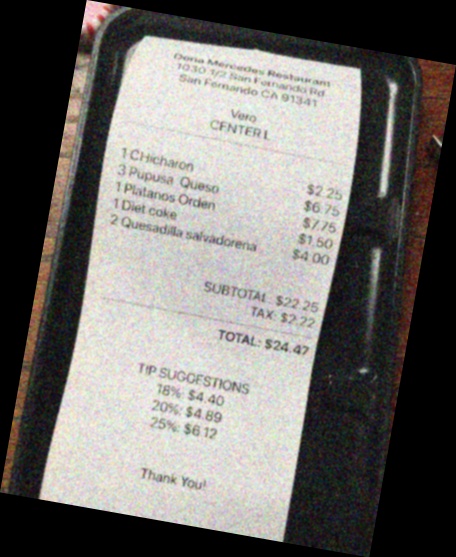 Dona Mercedes Restaurant
1030 1/2 San Fernando Rd
San Fernando CA 91341
Vero
CENTER L
1 CHicharon $2.25
3 Pupusa Queso $6.75
1 Platanos Orden $7.75
1 Diet coke $1.50
2 Quesadilla salvadorena $4.00
SUBTOTAL: $22.25
TAX: $2.22
TOTAL: $24.47
TIP SUGGESTIONS
18%: $4.40
20%: $4.89
25%: $6.12
Thank You!